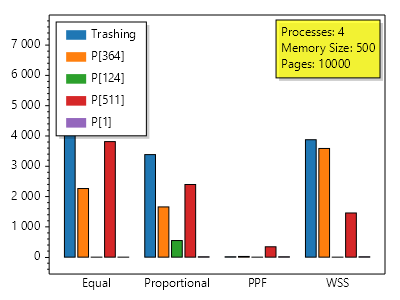 7 000
6 000
5 000
4 000
3 000
2 000
1 000
0
Trashing
P[364]
P[124]
P[511]
P[1]
Processes: 4
Memory Size: 500
Pages: 10000
Equal
Proportional
PPF
WSS